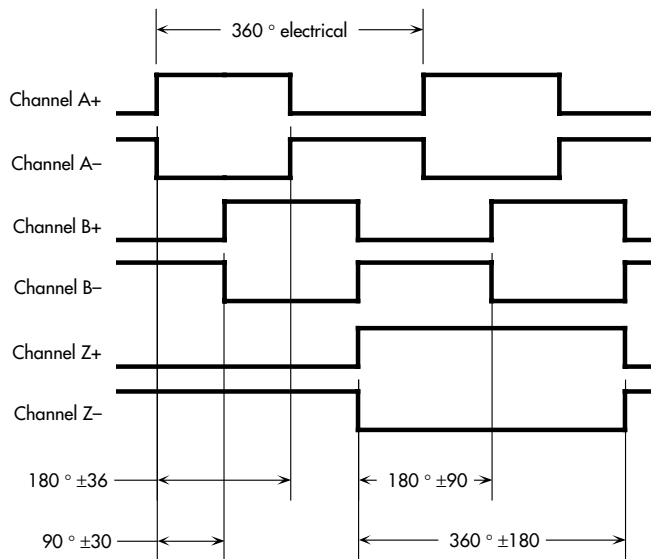 360 ° electrical
Channel A+
Channel A–
Channel B+
Channel B–
Channel Z+
Channel Z–
180 ° ±36
180 ° ±90
90 ° ±30
360 ° ±180